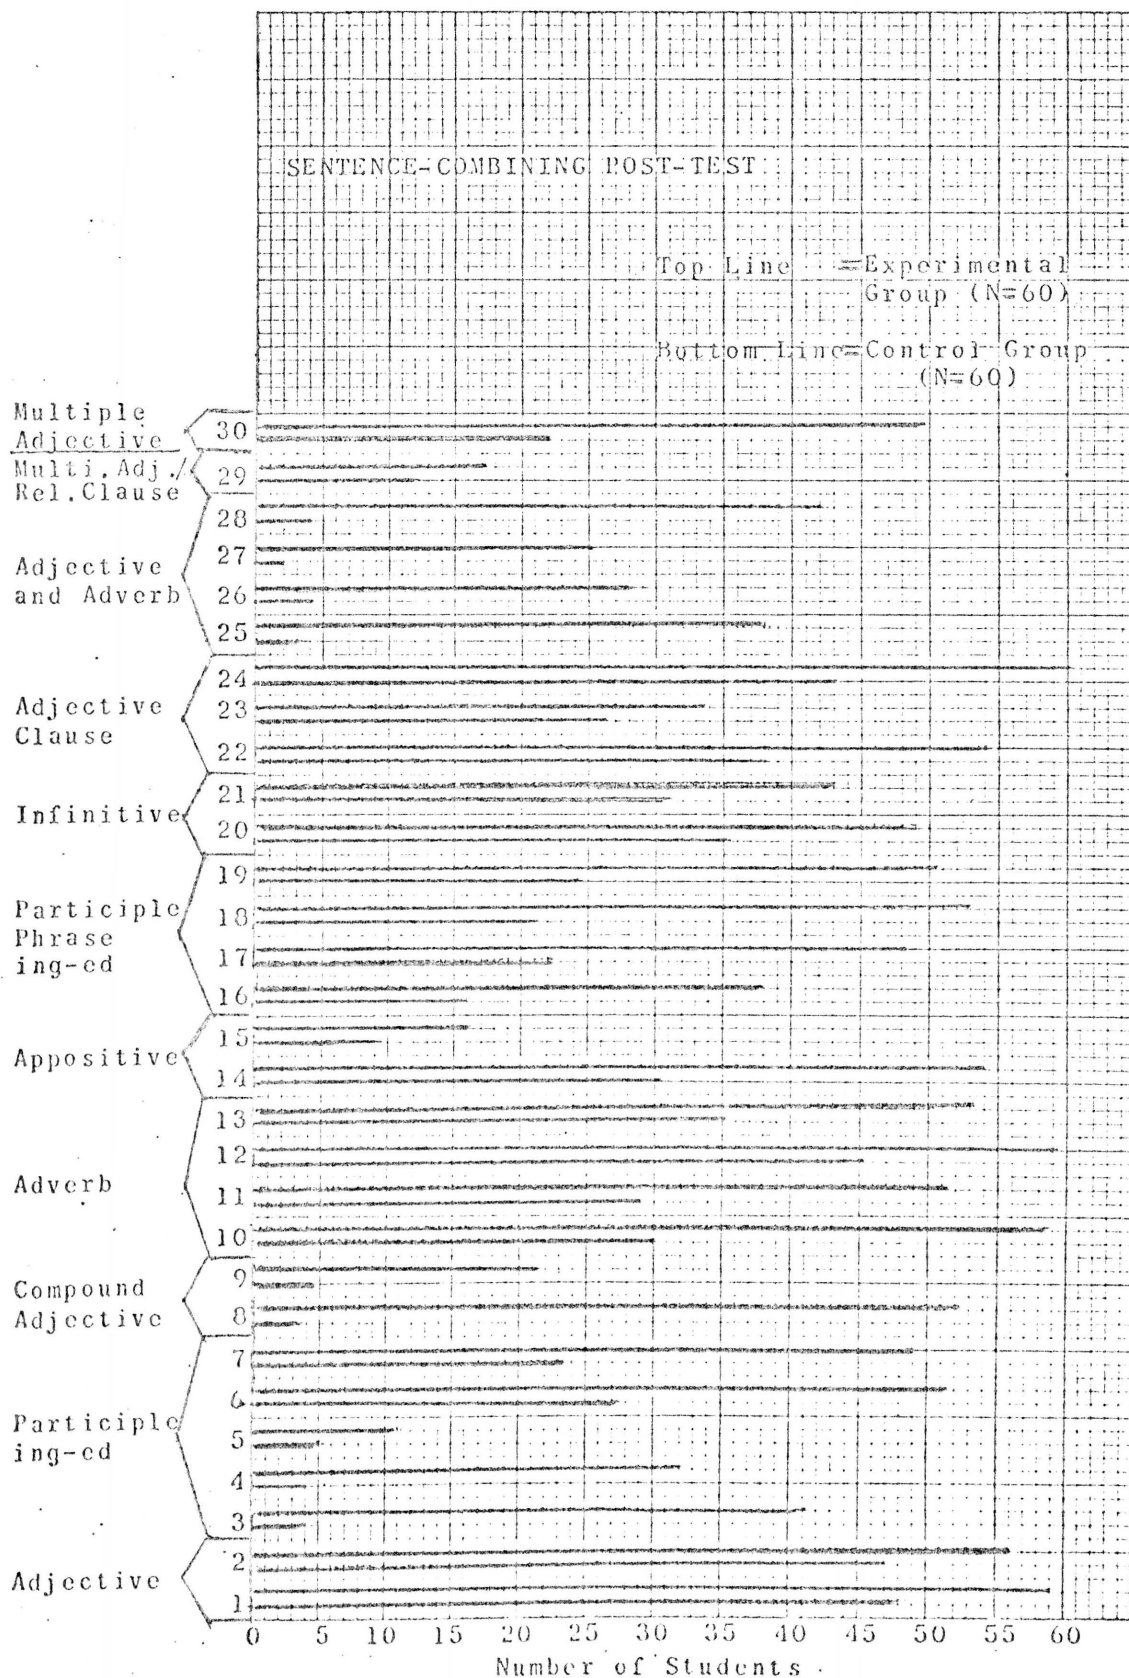 SENTENCE-COMBINING POST-TEST
Top Line =Experimental
Group (N=60)
Bottom Line=Control Group
(N=60)
Multiple
Adjective
30
Multi.Adj./
Rel.Clause
29
28
27
Adjective
and Adverb
26
25
24
Adjective
Clause
23
22
21
Infinitive
20
19
Participle
Phrase
ing-ed
18
17
16
15
Appositive
14
13
12
Adverb
11
10
9
Compound
Adjective
8
7
6
Participle
ing-ed
5
4
3
2
Adjective
1
0 5 10 15 20 25 30 35 40 45 50 55 60
Number of Students